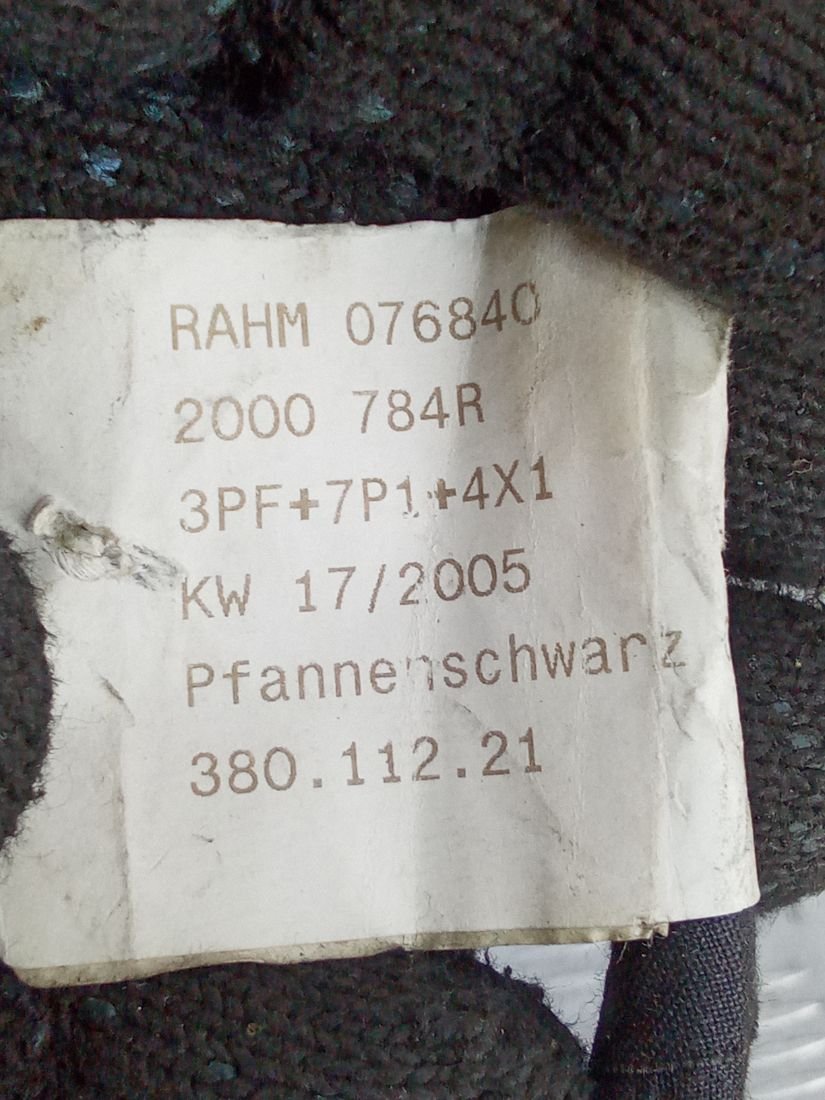 RAHM 076840
2000 784R
3PF+7P1+4X1
KW 17/2005
Pfannenschwarz
380.112.21